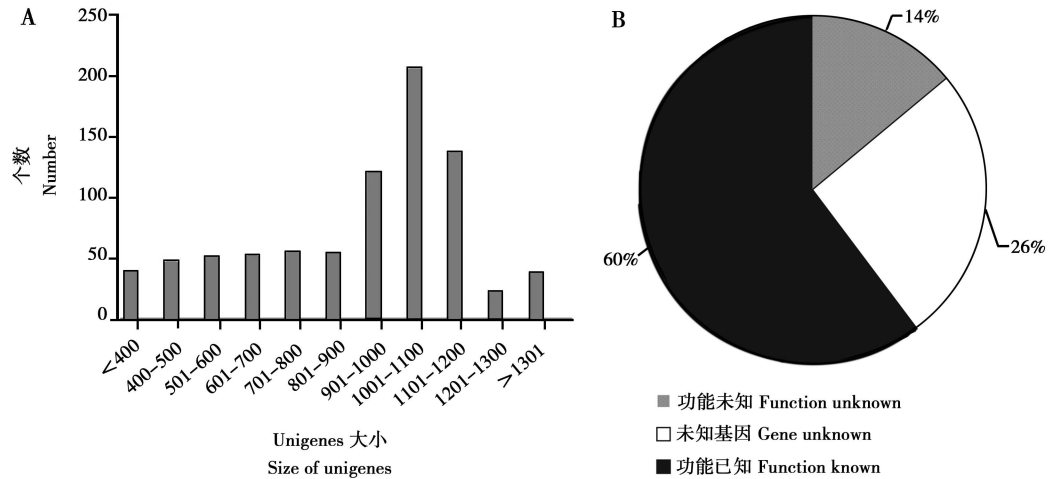 A
250
200
150
100
50
0
个数
Number
<400
400-500
501-600
601-700
701-800
801-900
901-1000
1001-1100
1101-1200
1201-1300
>1301
Unigenes 大小
Size of unigenes
B
14%
26%
60%
功能未知 Function unknown
未知基因 Gene unknown
功能已知 Function known